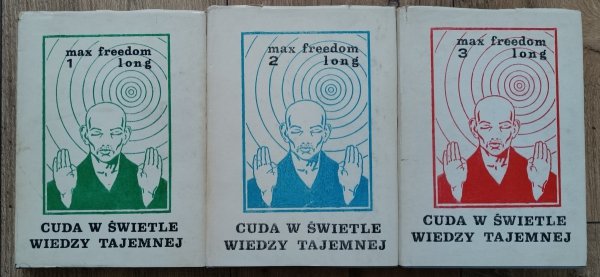 max freedom
1 long
CUDA W ŚWIETLE
WIEDZY TAJEMNEJ
max freedom
2 long
CUDA W ŚWIETLE
WIEDZY TAJEMNEJ
max freedom
3 long
CUDA W ŚWIETLE
WIEDZY TAJEMNEJ